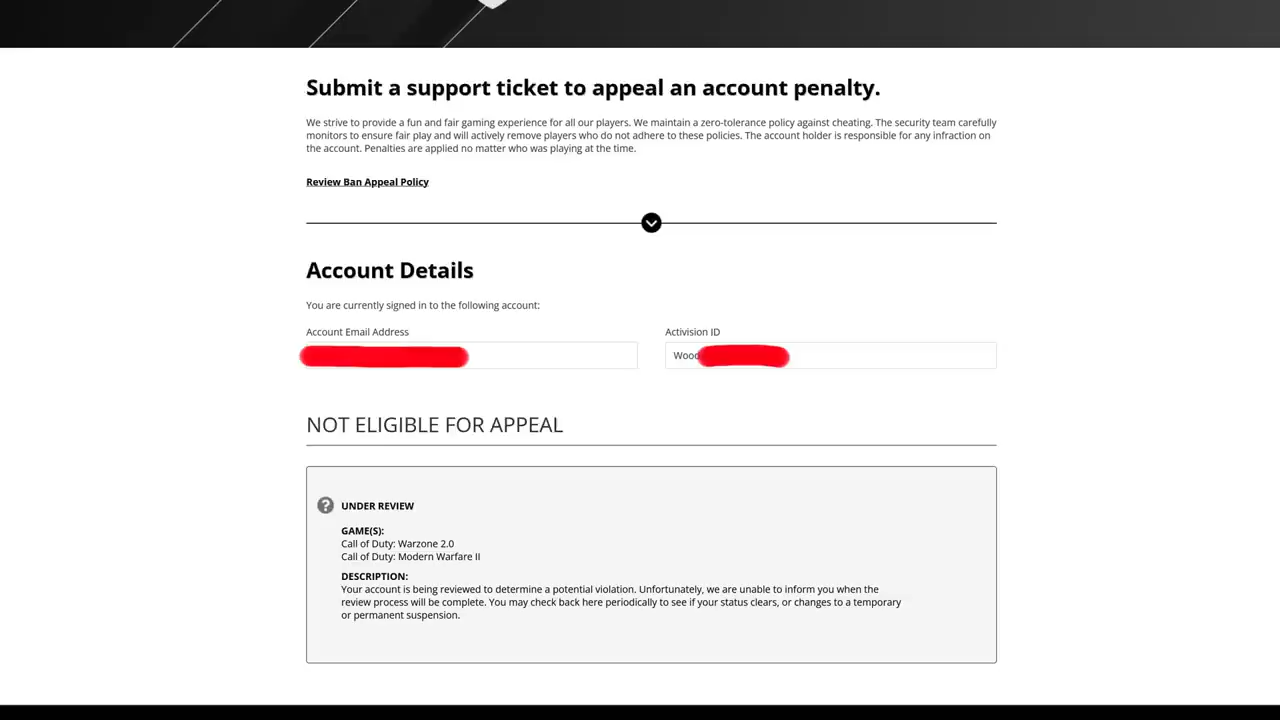 Submit a support ticket to appeal an account penalty.
We strive to provide a fun and fair gaming experience for all our players. We maintain a zero-tolerance policy against cheating. The security team carefully
monitors to ensure fair play and will actively remove players who do not adhere to these policies. The account holder is responsible for any infraction on
the account. Penalties are applied no matter who was playing at the time.
Review Ban Appeal Policy
Account Details
You are currently signed in to the following account:
Account Email Address
Activision ID
Wood
NOT ELIGIBLE FOR APPEAL
UNDER REVIEW
GAME(S):
Call of Duty: Warzone 2.0
Call of Duty: Modern Warfare II
DESCRIPTION:
Your account is being reviewed to determine a potential violation. Unfortunately, we are unable to inform you when the
review process will be complete. You may check back here periodically to see if your status clears, or changes to a temporary
or permanent suspension.